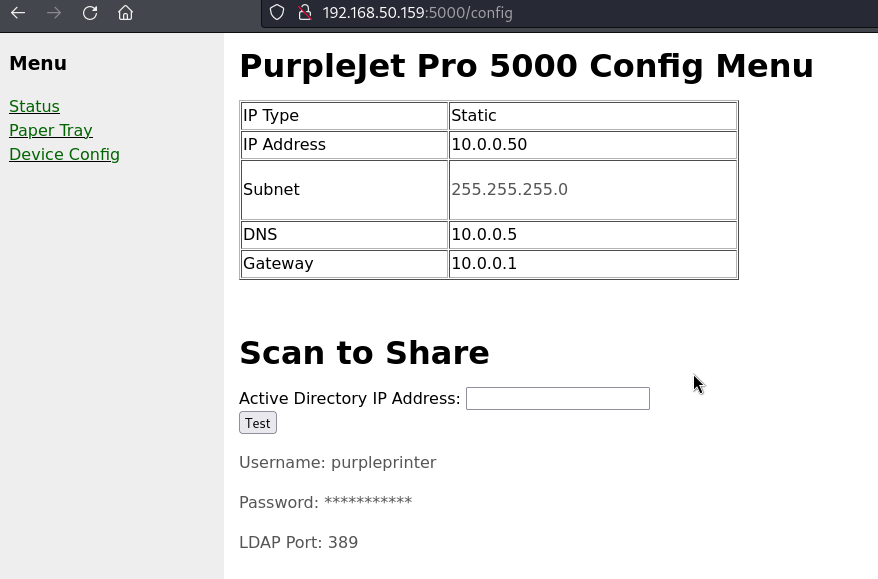 192.168.50.159:5000/config
Menu
Status
Paper Tray
Device Config
PurpleJet Pro 5000 Config Menu
IP Type Static
IP Address 10.0.0.50
Subnet 255.255.255.0
DNS 10.0.0.5
Gateway 10.0.0.1
Scan to Share
Active Directory IP Address:
Test
Username: purpleprinter
Password: ***********
LDAP Port: 389